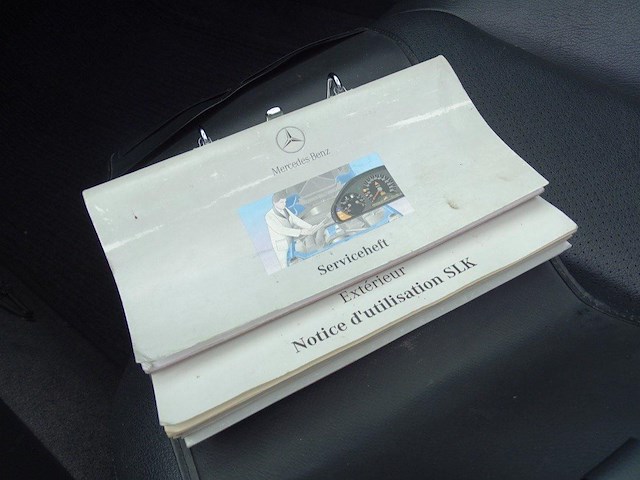 Mercedes Benz
Serviceheft
Extérieur
Notice d'utilisation SLK